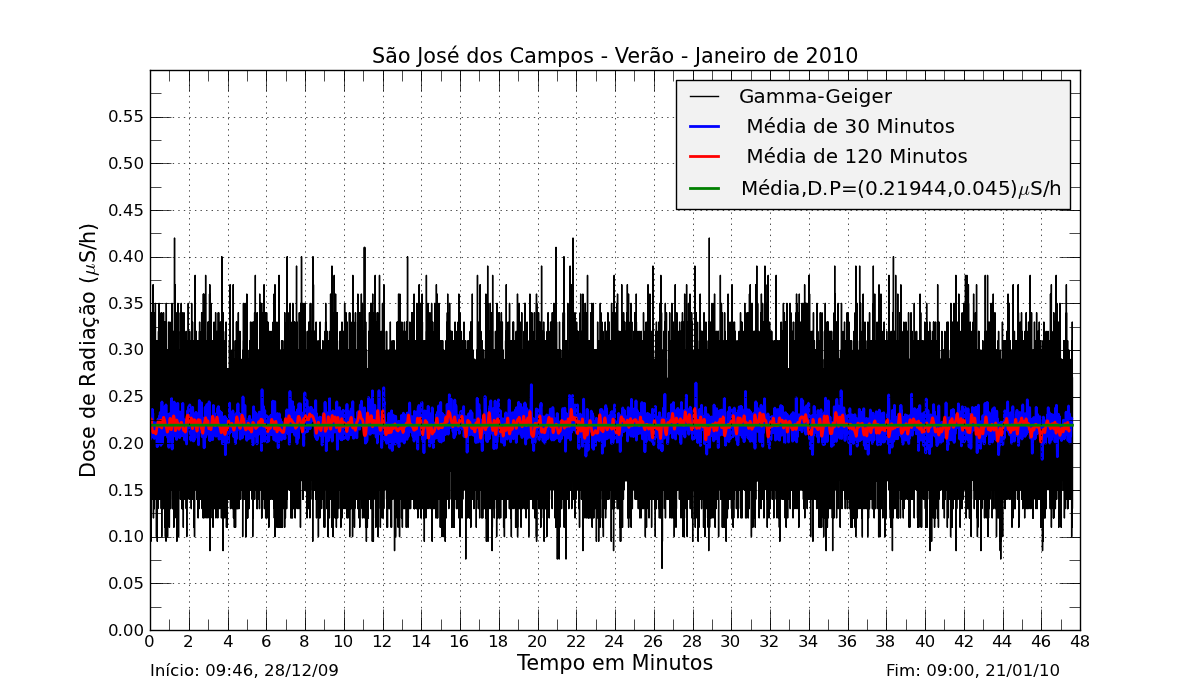 São José dos Campos - Verão - Janeiro de 2010
Gamma-Geiger
Média de 30 Minutos
Média de 120 Minutos
Média,D.P=(0.21944,0.045)μS/h
Dose de Radiação (μS/h)
0.55
0.50
0.45
0.40
0.35
0.30
0.25
0.20
0.15
0.10
0.05
0.00
0 2 4 6 8 10 12 14 16 18 20 22 24 26 28 30 32 34 36 38 40 42 44 46 48
Tempo em Minutos
Início: 09:46, 28/12/09
Fim: 09:00, 21/01/10